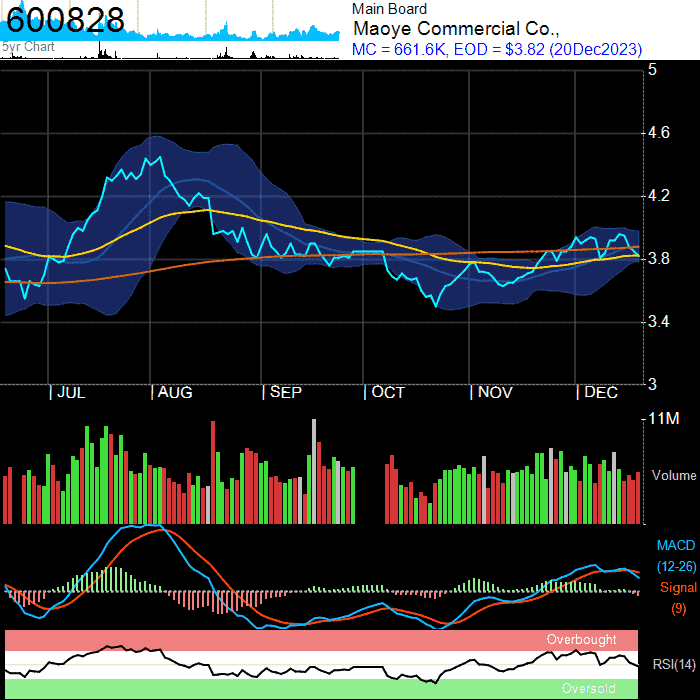 600828
5yr Chart
Main Board
Maoye Commercial Co.,
MC = 661.6K, EOD = $3.82 (20Dec2023)
5
4.6
4.2
3.8
3.4
3
| JUL | AUG | SEP | OCT | NOV | DEC
11M
Volume
MACD
(12-26)
Signal
(9)
Overbought
RSI(14)
Oversold